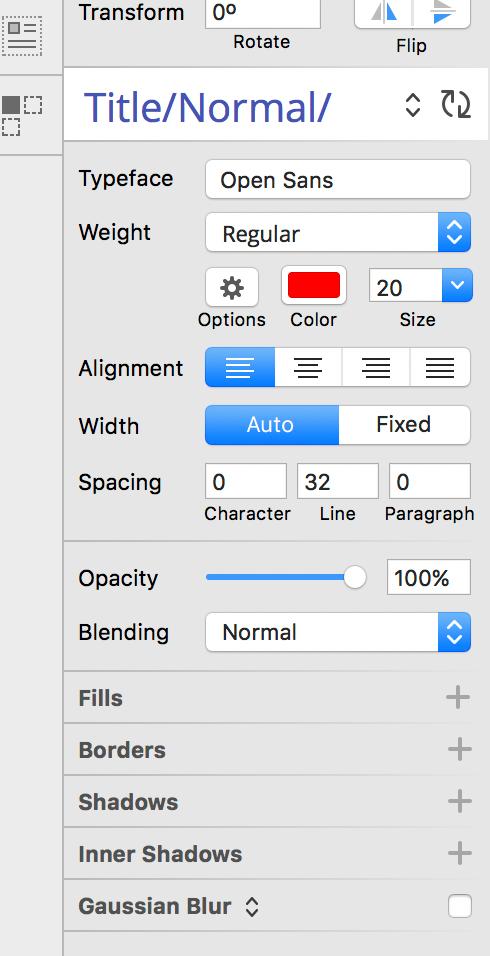 Transform 0º
Rotate Flip
Title/Normal/
Typeface Open Sans
Weight Regular
20
Options Color Size
Alignment
Width Auto Fixed
Spacing 0 32 0
Character Line Paragraph
Opacity 100%
Blending Normal
Fills
Borders
Shadows
Inner Shadows
Gaussian Blur